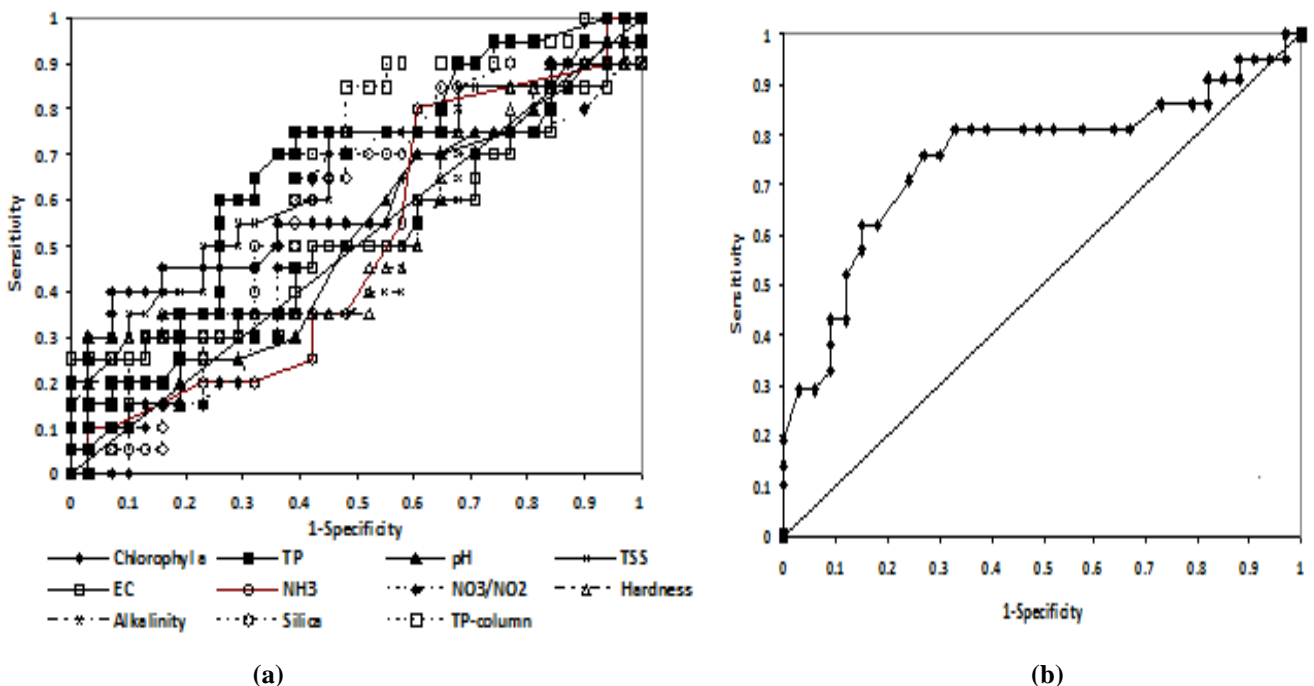 1
0.9
0.8
0.7
0.6
0.5
0.4
0.3
0.2
0.1
0
Sensitivity
0 0.1 0.2 0.3 0.4 0.5 0.6 0.7 0.8 0.9 1
1-Specificity
Chlorophyl a TP pH TSS
EC NH3 NO3/NO2 Hardness
Alkalinity Silica TP-column
(a)
1
0.9
0.8
0.7
0.6
0.5
0.4
0.3
0.2
0.1
0
Sensitivity
0 0.1 0.2 0.3 0.4 0.5 0.6 0.7 0.8 0.9 1
1-Specificity
(b)